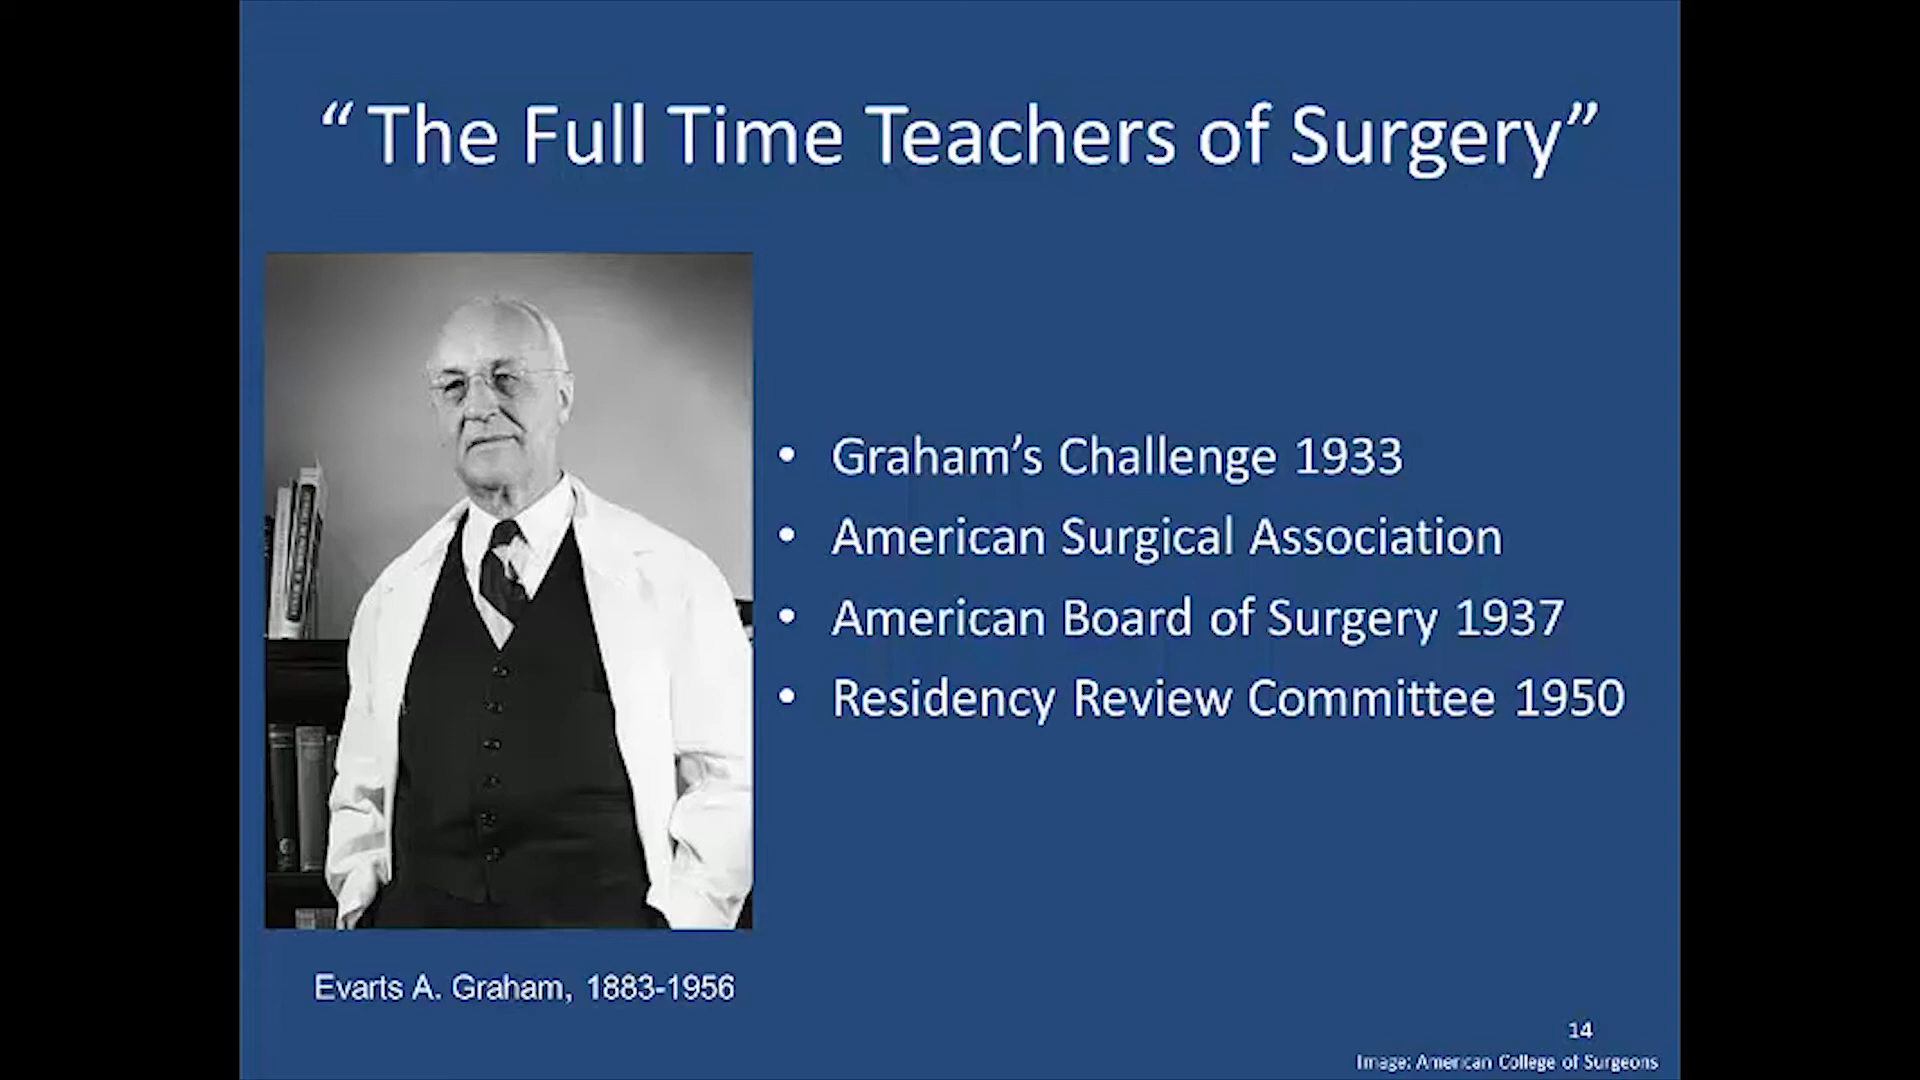 “ The Full Time Teachers of Surgery”
• Graham’s Challenge 1933
• American Surgical Association
• American Board of Surgery 1937
• Residency Review Committee 1950
Evarts A. Graham, 1883-1956
14
Image: American College of Surgeons